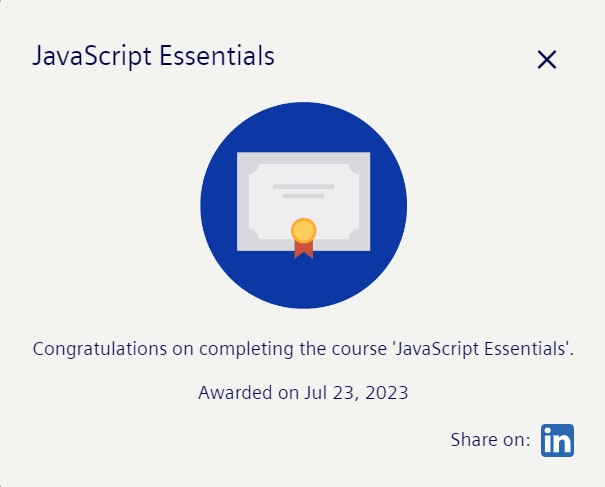 JavaScript Essentials
Congratulations on completing the course 'JavaScript Essentials'.
Awarded on Jul 23, 2023
Share on: in